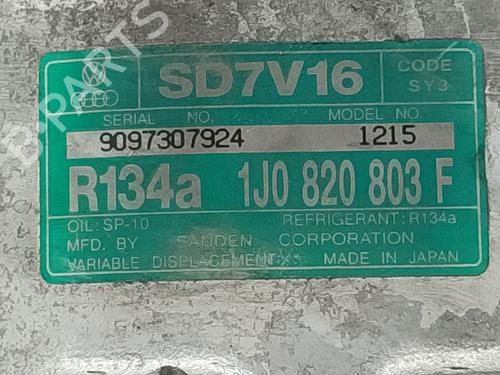 SD7V16
CODE
SY3
SERIAL NO.
MODEL NO.
9097307924
1215
R134a 1J0 820 803 F
OIL: SP-10
REFRIGERANT: R134a
MFD. BY SANDEN CORPORATION
VARIABLE DISPLACEMENT
MADE IN JAPAN